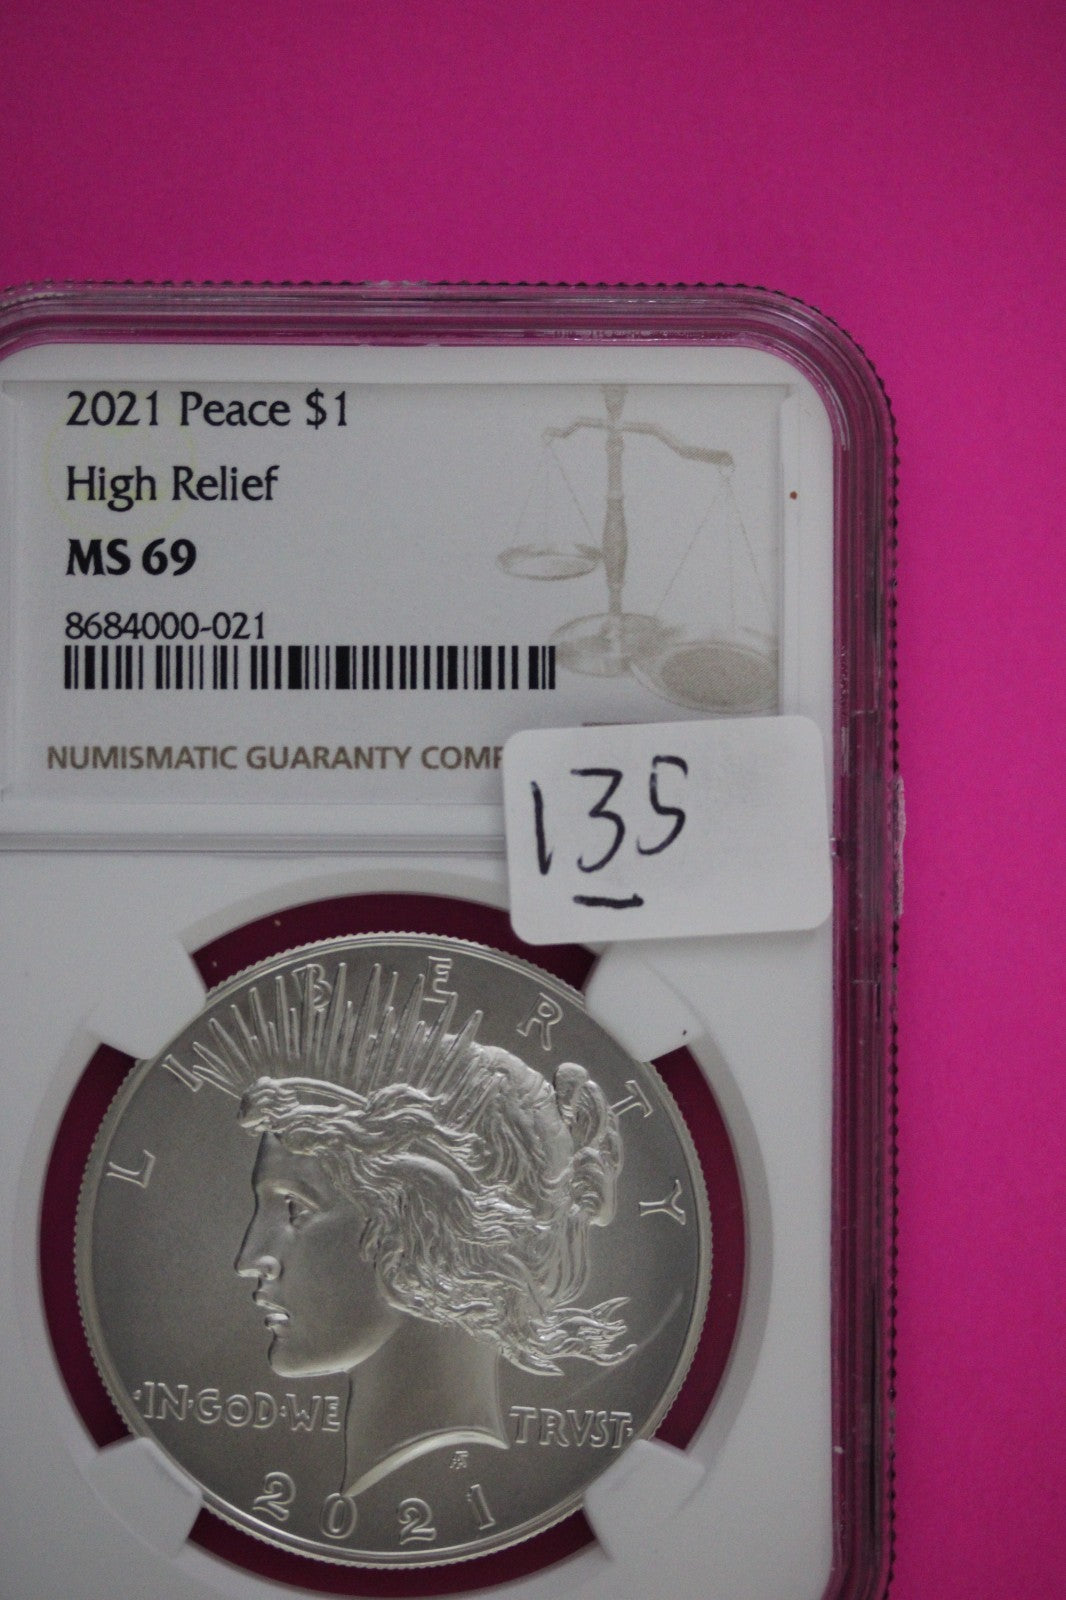 2021 Peace $1
High Relief
MS 69
8684000-021
NUMISMATIC GUARANTY COMP
135
LIBERTY
·IN·GOD·WE TRVST·
2021